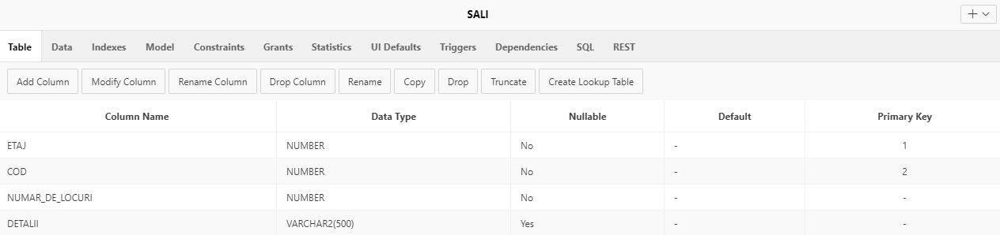 SALI
Table Data Indexes Model Constraints Grants Statistics UI Defaults Triggers Dependencies SQL REST
Add Column Modify Column Rename Column Drop Column Rename Copy Drop Truncate Create Lookup Table
Column Name Data Type Nullable Default Primary Key
ETAJ NUMBER No - 1
COD NUMBER No - 2
NUMAR_DE_LOCURI NUMBER No - -
DETALII VARCHAR2(500) Yes - -